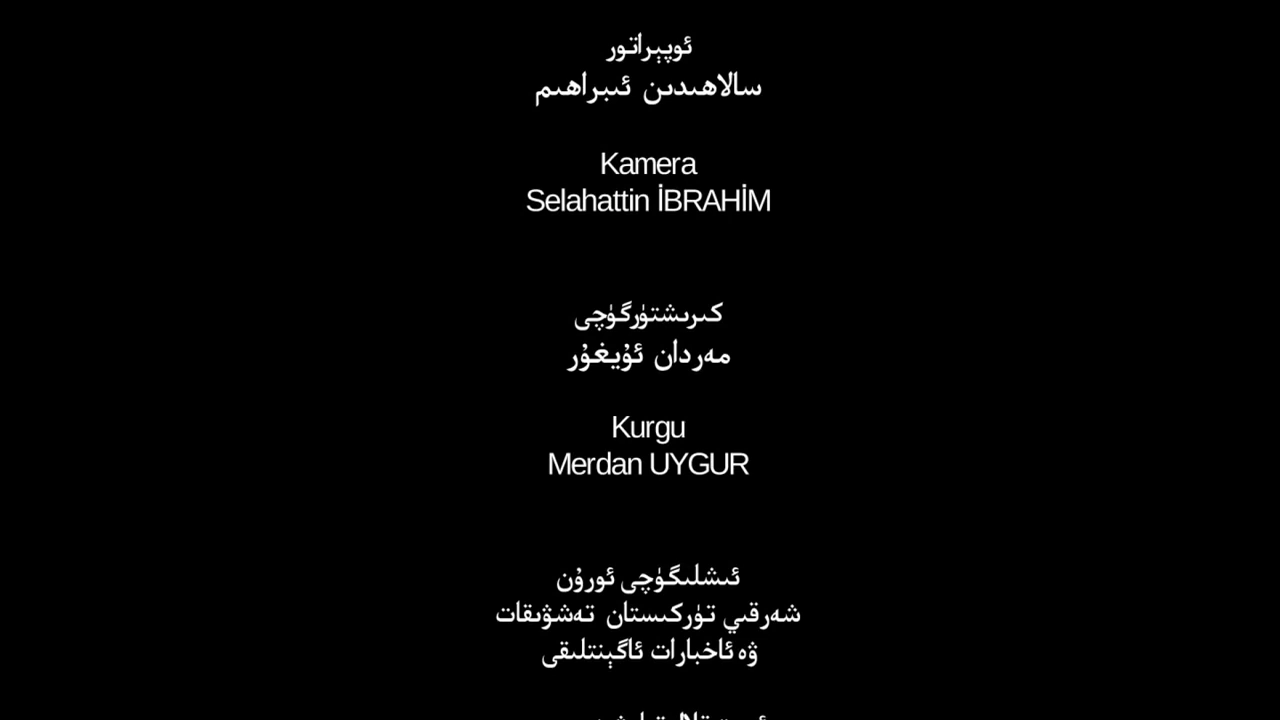 ئوپېراتور
سالاھىدىن ئىبراھىم
Kamera
Selahattin İBRAHİM
كىرىشتۈرگۈچى
مەردان ئۇيغۇر
Kurgu
Merdan UYGUR
ئىشلىگۈچى ئورۇن
شەرقىي تۈركىستان تەشۋىقات
ۋە ئاخبارات ئاگېنتلىقى